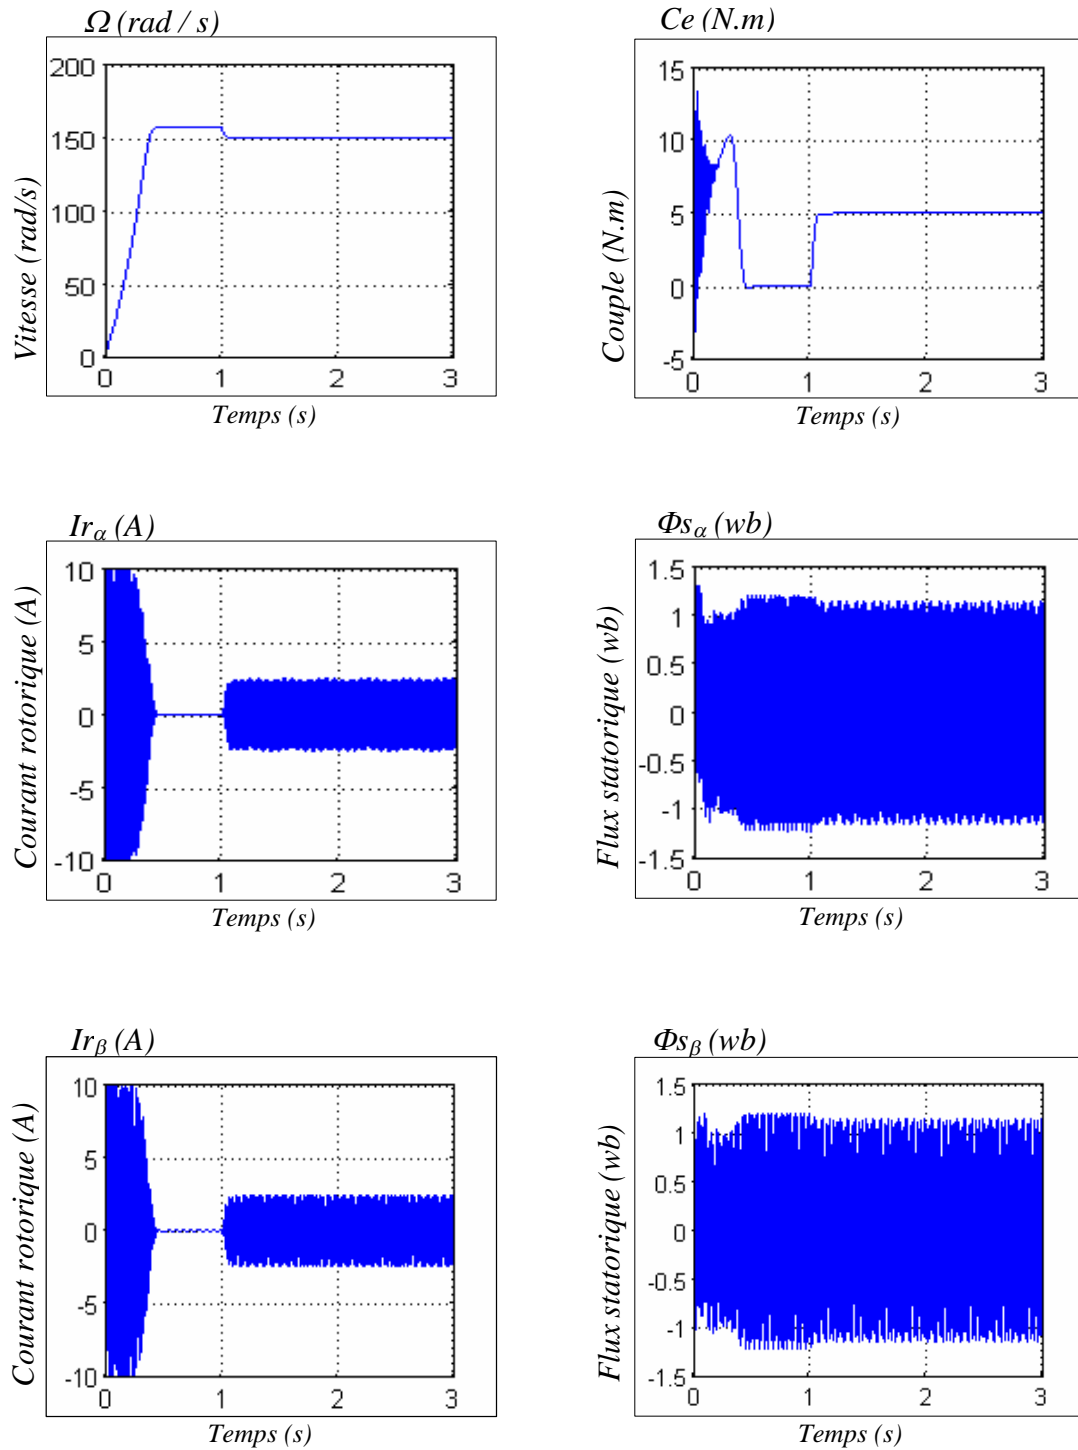 Ω (rad / s)
200
150
100
50
0
0 1 2 3
Vitesse (rad/s)
Temps (s)
Ce (N.m)
15
10
5
0
-5
0 1 2 3
Couple (N.m)
Temps (s)
Irα (A)
10
5
0
-5
-10
0 1 2 3
Courant rotorique (A)
Temps (s)
Φsα (wb)
1.5
1
0.5
0
-0.5
-1
-1.5
0 1 2 3
Flux statorique (wb)
Temps (s)
Irβ (A)
10
5
0
-5
-10
0 1 2 3
Courant rotorique (A)
Temps (s)
Φsβ (wb)
1.5
1
0.5
0
-0.5
-1
-1.5
0 1 2 3
Flux statorique (wb)
Temps (s)